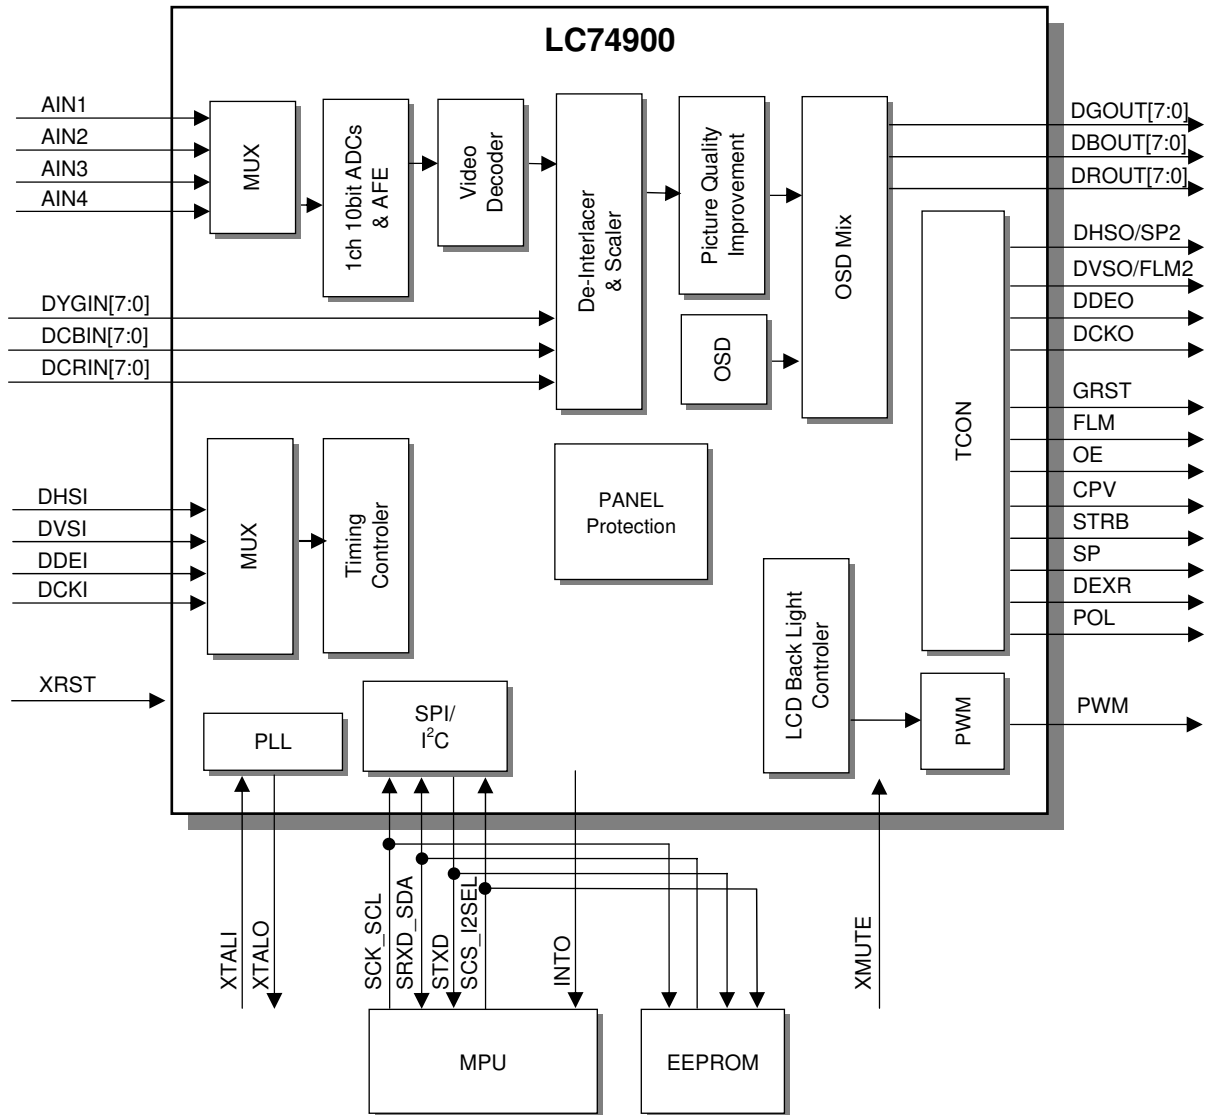 LC74900
AIN1
AIN2
AIN3
AIN4
MUX
1ch 10bit ADCs
& AFE
Video
Decoder
De-Interlacer
& Scaler
Picture Quality
Improvement
OSD Mix
DGOUT[7:0]
DBOUT[7:0]
DROUT[7:0]
DYGIN[7:0]
DCBIN[7:0]
DCRIN[7:0]
OSD
TCON
DHSO/SP2
DVSO/FLM2
DDEO
DCKO
GRST
FLM
OE
CPV
STRB
SP
DEXR
POL
DHSI
DVSI
DDEI
DCKI
MUX
Timing
Controler
PANEL
Protection
LCD Back Light
Controler
PWM
PWM
XRST
PLL
SPI/
I²C
XTALI
XTALO
SCK_SCL
SRXD_SDA
STXD
SCS_I2SEL
INTO
XMUTE
MPU
EEPROM